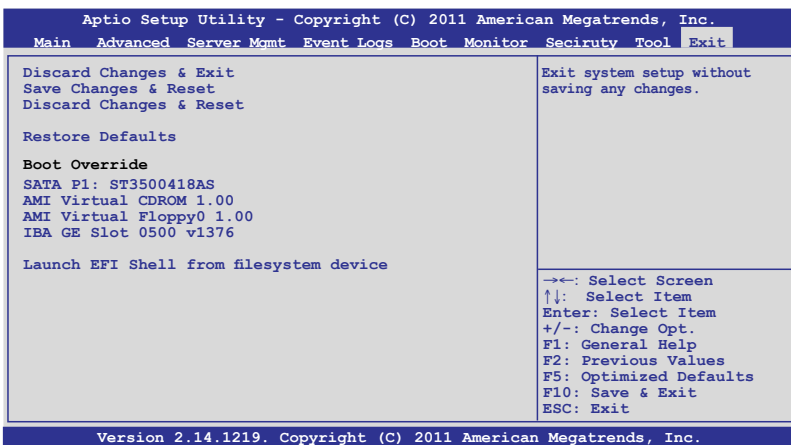 Aptio Setup Utility - Copyright (C) 2011 American Megatrends, Inc.
Main Advanced Server Mgmt Event Logs Boot Monitor Seciruty Tool Exit
Discard Changes & Exit
Save Changes & Reset
Discard Changes & Reset
Restore Defaults
Boot Override
SATA P1: ST3500418AS
AMI Virtual CDROM 1.00
AMI Virtual Floppy0 1.00
IBA GE Slot 0500 v1376
Launch EFI Shell from filesystem device
Exit system setup without
saving any changes.
→←: Select Screen
↑↓: Select Item
Enter: Select Item
+/-: Change Opt.
F1: General Help
F2: Previous Values
F5: Optimized Defaults
F10: Save & Exit
ESC: Exit
Version 2.14.1219. Copyright (C) 2011 American Megatrends, Inc.